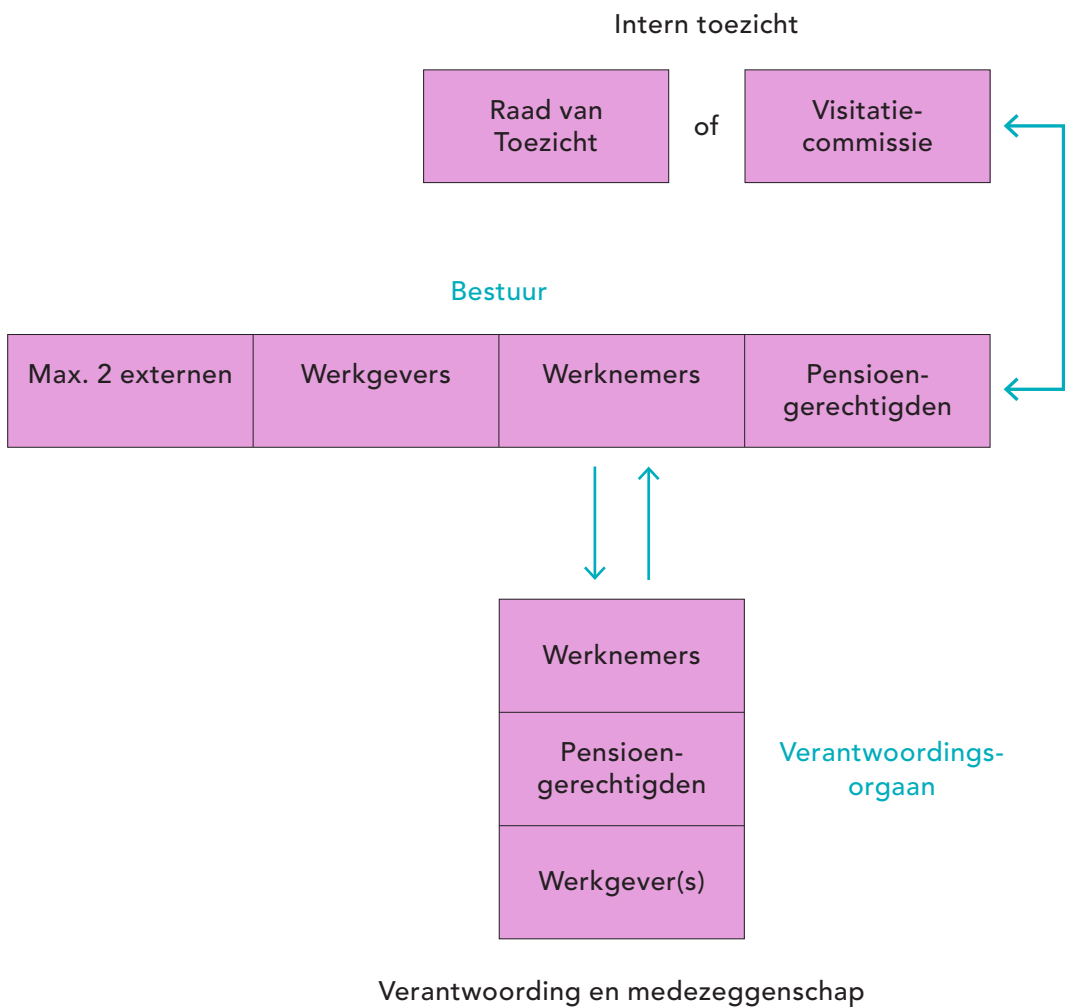 Intern toezicht
Raad van
Toezicht
of
Visitatie-
commissie
Bestuur
Max. 2 externen
Werkgevers
Werknemers
Pensioen-
gerechtigden
Werknemers
Pensioen-
gerechtigden
Verantwoordings-
orgaan
Werkgever(s)
Verantwoording en medezeggenschap